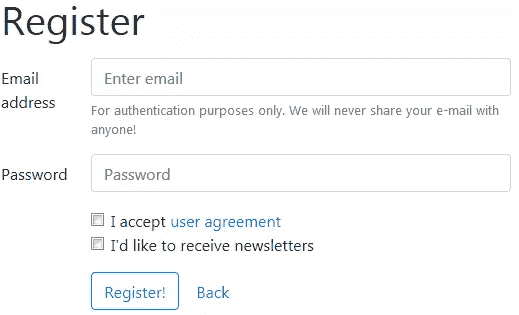 Register
Email
address
Enter email
For authentication purposes only. We will never share your e-mail with
anyone!
Password
Password
I accept user agreement
I'd like to receive newsletters
Register! Back